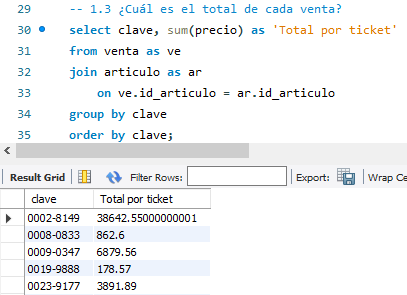 29 -- 1.3 ¿Cuál es el total de cada venta?
30 select clave, sum(precio) as 'Total por ticket'
31 from venta as ve
32 join articulo as ar
33 on ve.id_articulo = ar.id_articulo
34 group by clave
35 order by clave;
Result Grid Filter Rows: Export: Wrap Ce
clave Total por ticket
0002-8149 38642.55000000001
0008-0833 862.6
0009-0347 6879.56
0019-9888 178.57
0023-9177 3891.89